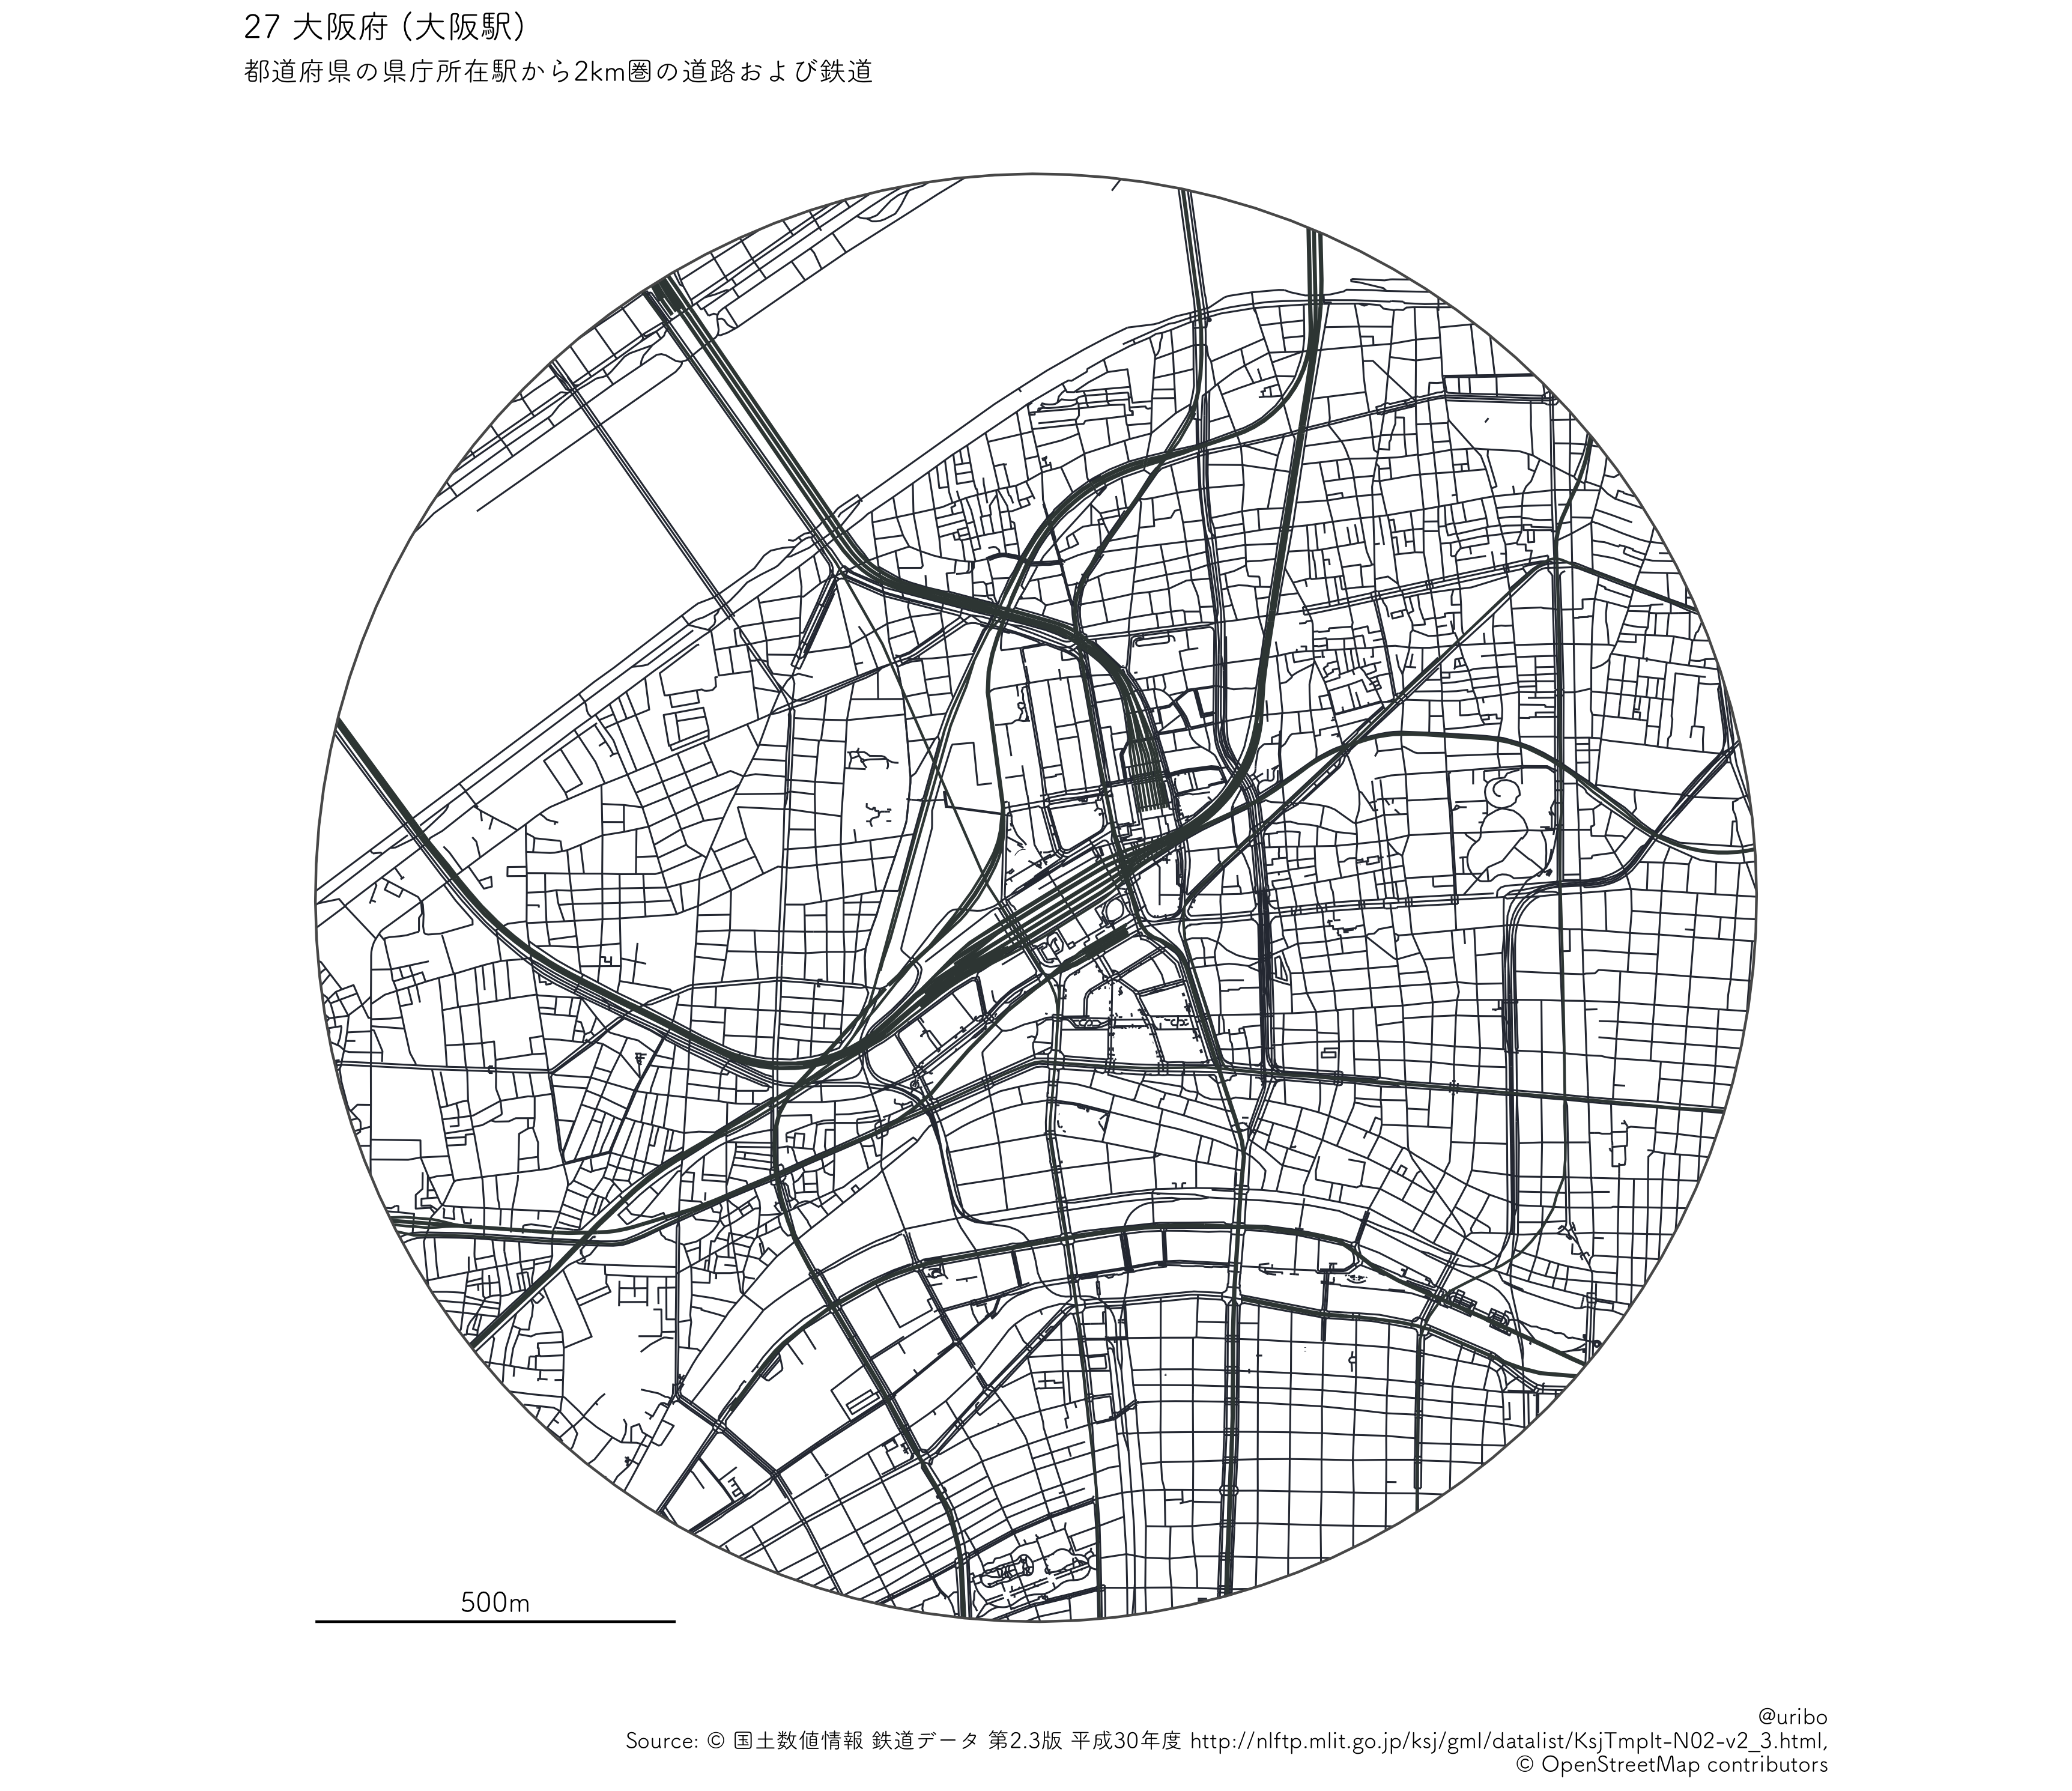 27 大阪府 (大阪駅)
都道府県の県庁所在駅から2km圏の道路および鉄道
500m
@uribo
Source: © 国土数値情報 鉄道データ 第2.3版 平成30年度 http://nlftp.mlit.go.jp/ksj/gml/datalist/KsjTmplt-N02-v2_3.html,
© OpenStreetMap contributors